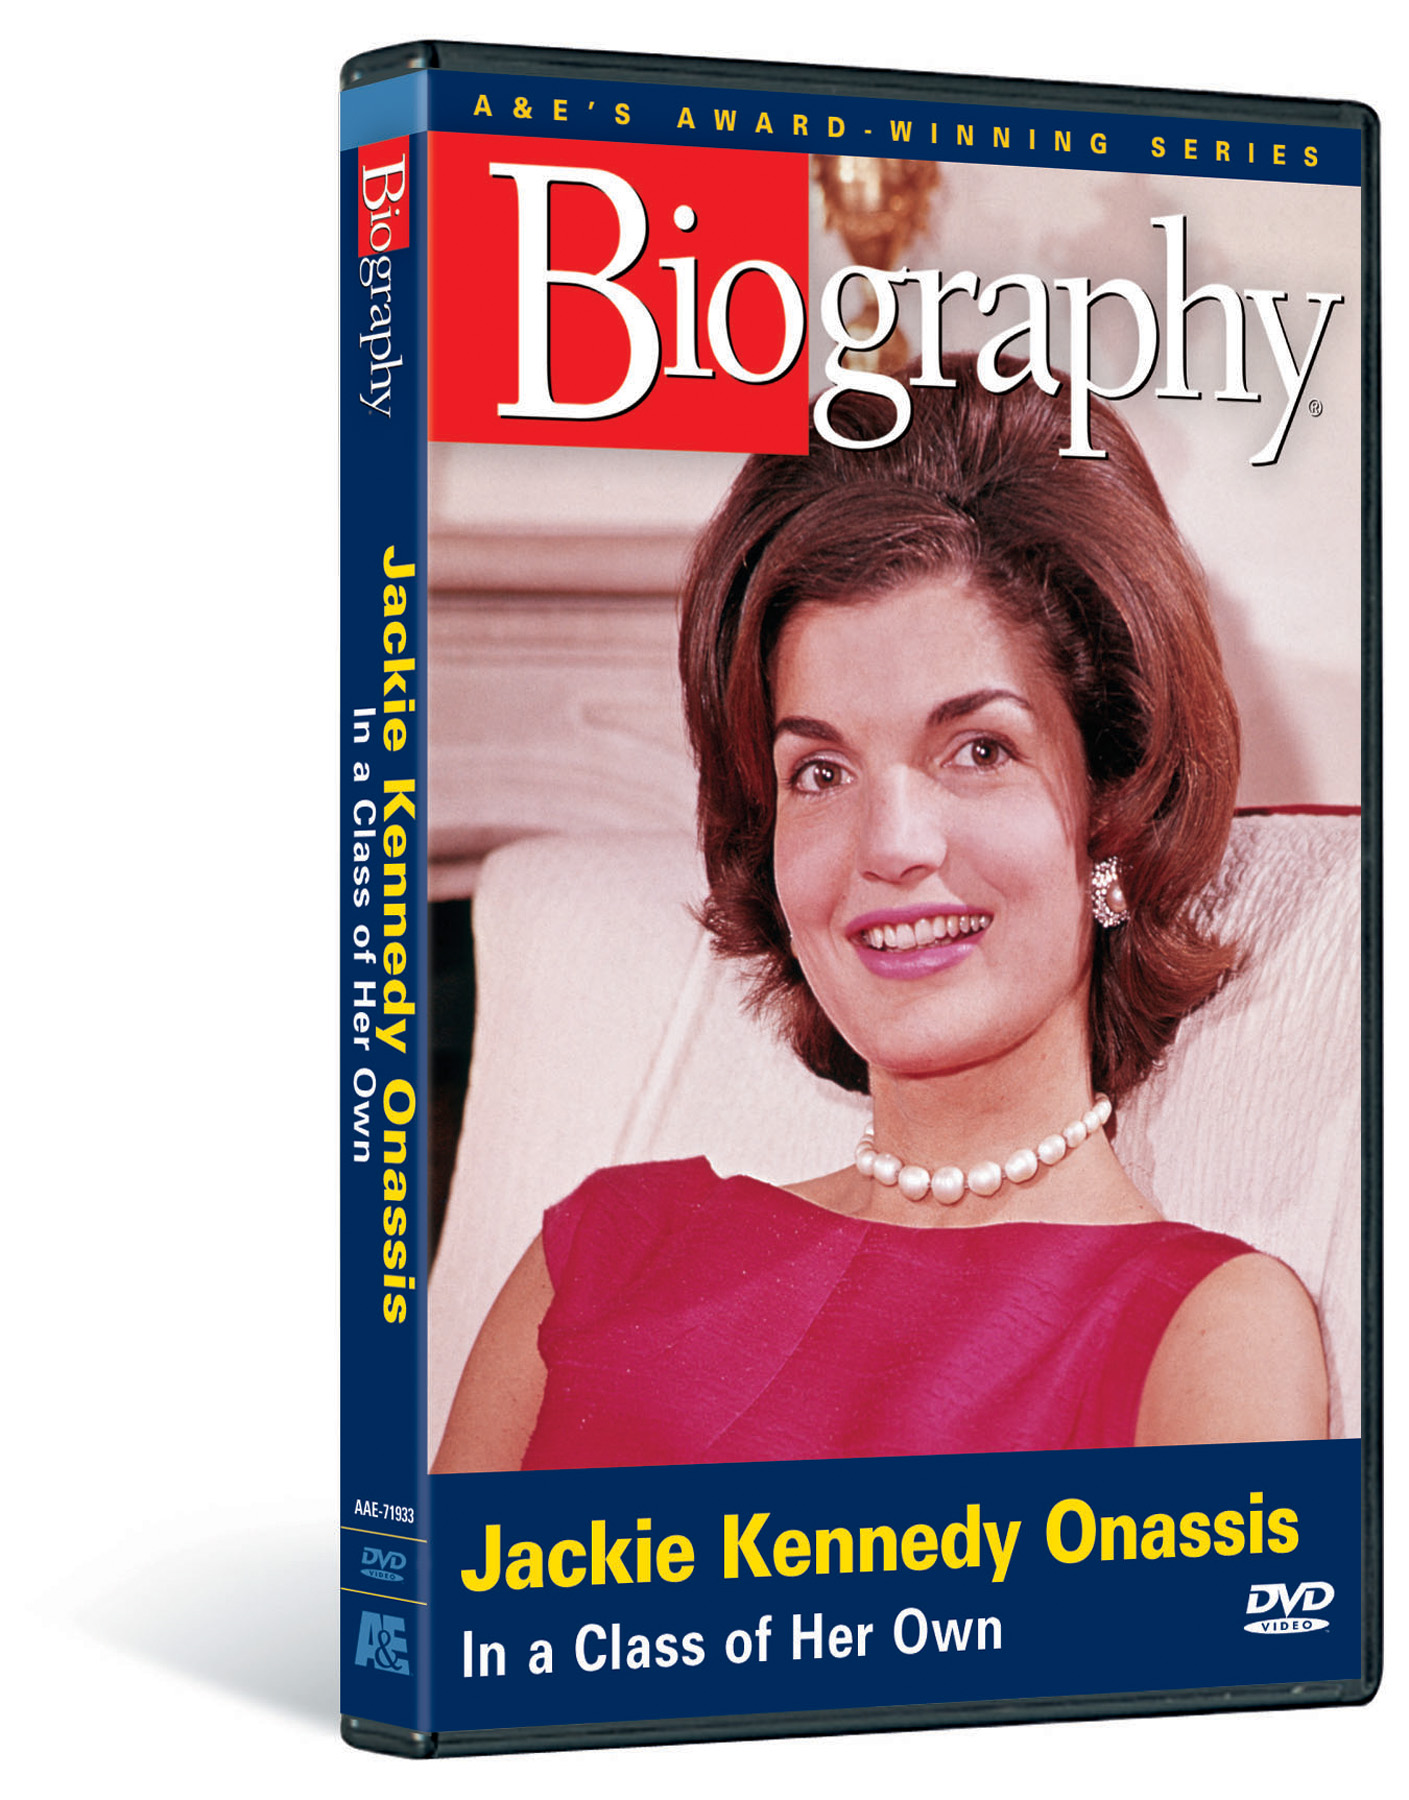 A&E'S AWARD-WINNING SERIES
Biography®
Jackie Kennedy Onassis
In a Class of Her Own
DVD
VIDEO
Biography
Jackie Kennedy Onassis
In a Class of Her Own
AAE-71933
DVD
VIDEO
A&E